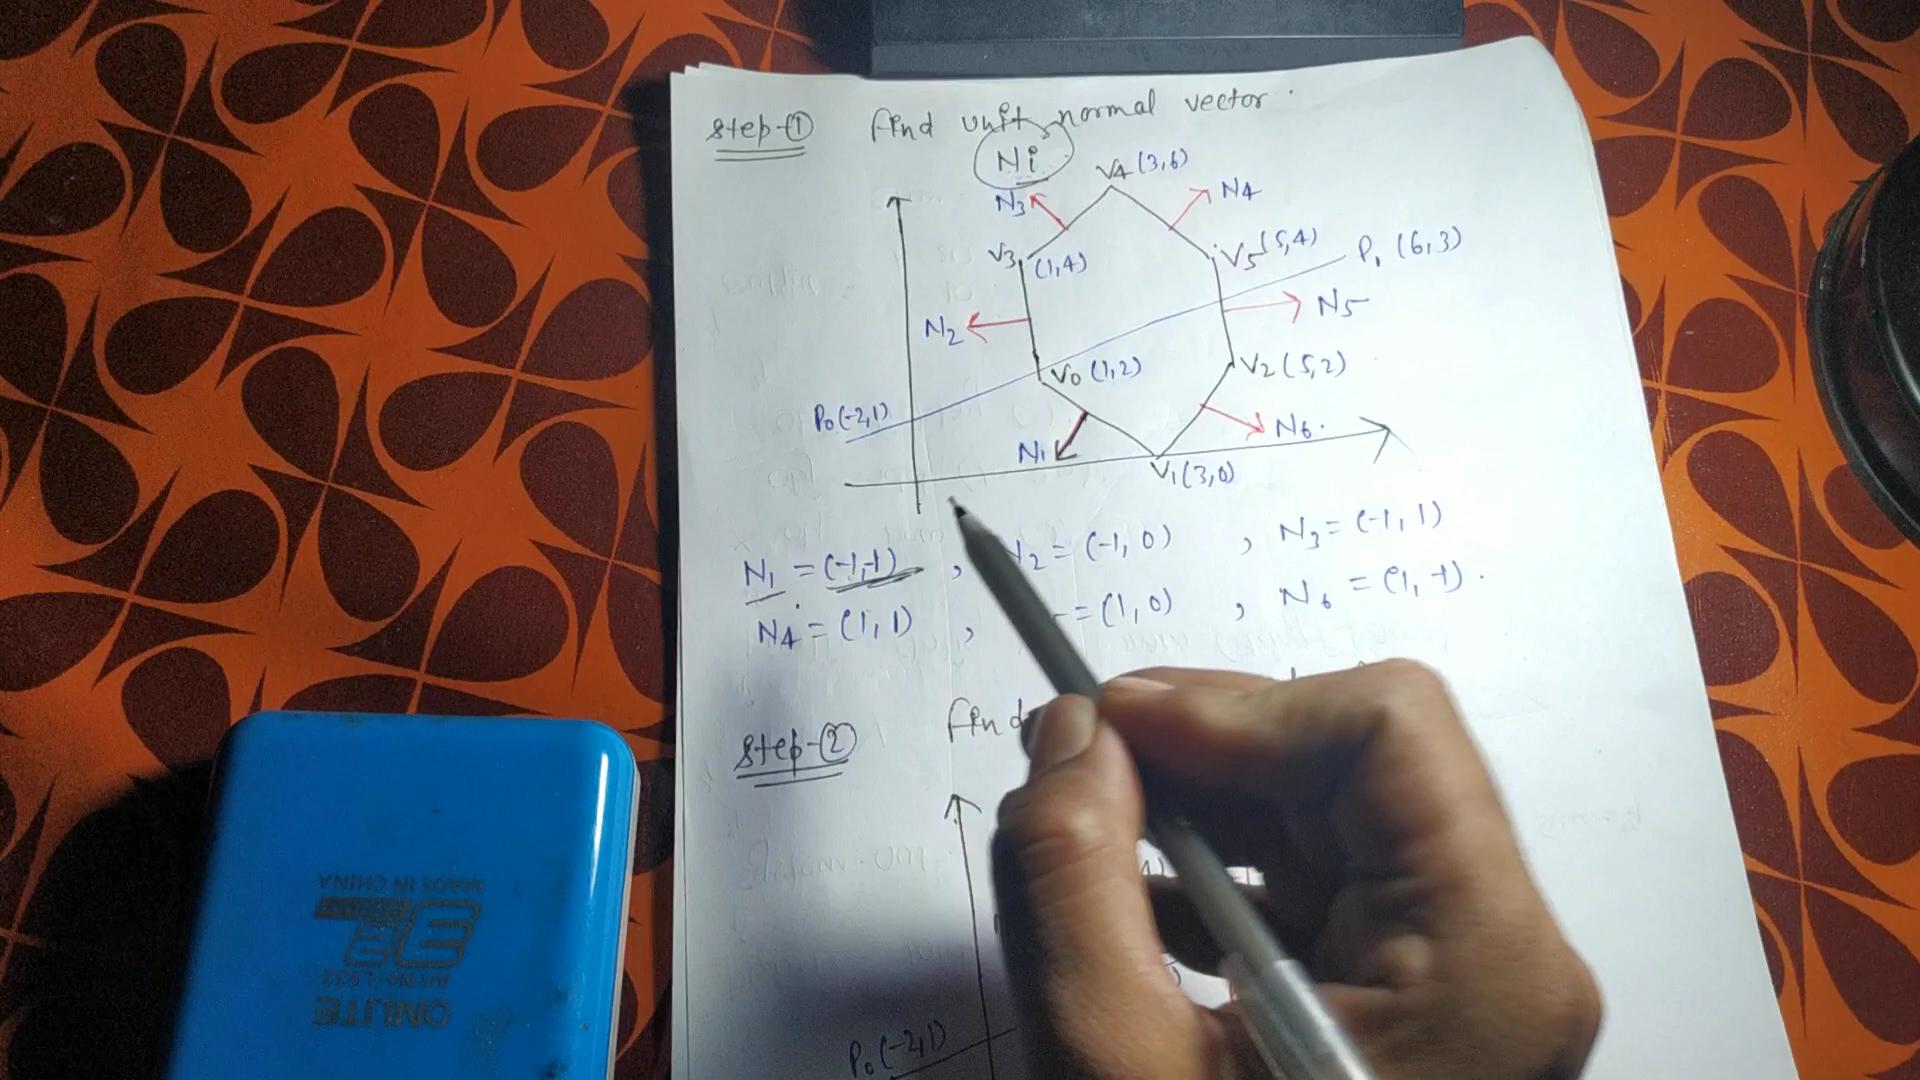 step-① find unit normal vector.
Ni
V4 (3,6)
N3
N4
V3
(1,4)
V5 (5,4)
P1 (6,3)
N2
N5
V0 (1,2)
V2 (5,2)
P0(-2,1)
N1
N6.
V1(3,0)
N1 = (-1,-1) , N2 = (-1, 0) , N3 = (-1, 1)
N4 = (1, 1) , = (1, 0) , N6 = (1, -1).
step-② find
P0(-2,1)
ONLITE
MADE IN CHINA